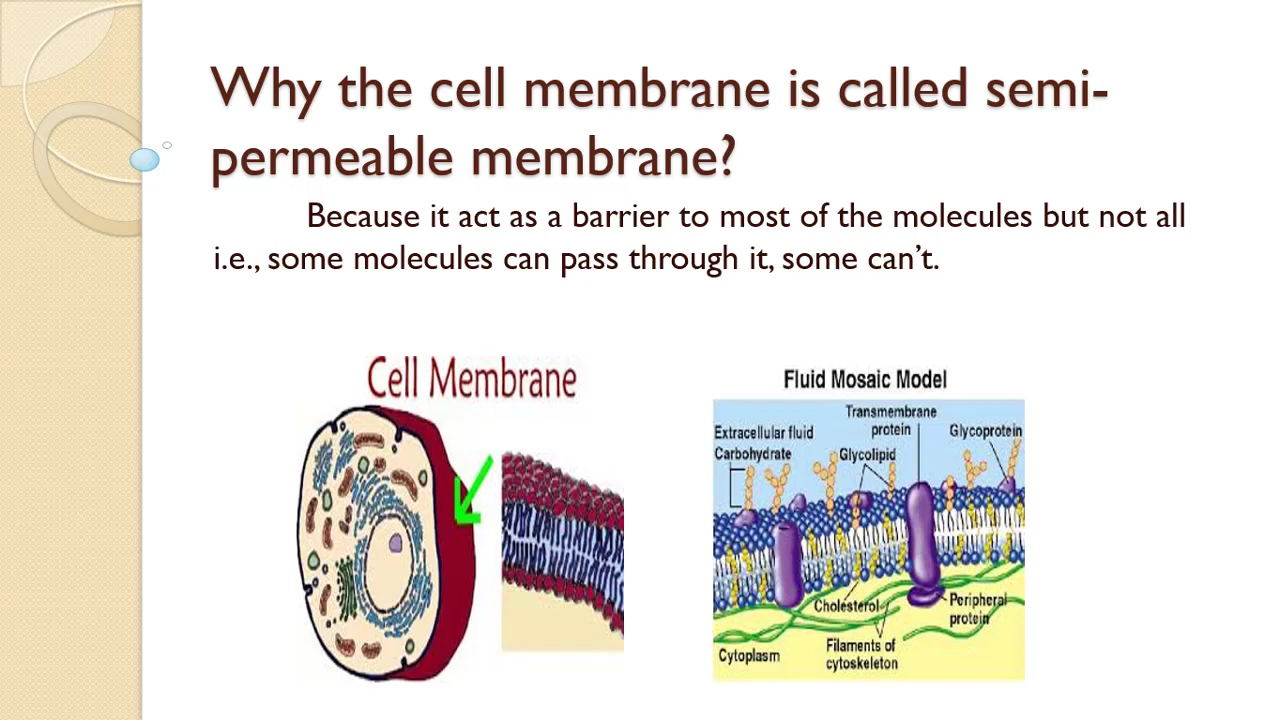 Why the cell membrane is called semi-
permeable membrane?
Because it act as a barrier to most of the molecules but not all
i.e., some molecules can pass through it, some can’t.
Cell Membrane
Fluid Mosaic Model
Transmembrane
protein
Extracellular fluid
Glycoprotein
Carbohydrate
Glycolipid
Cholesterol
Peripheral
protein
Filaments of
cytoskeleton
Cytoplasm